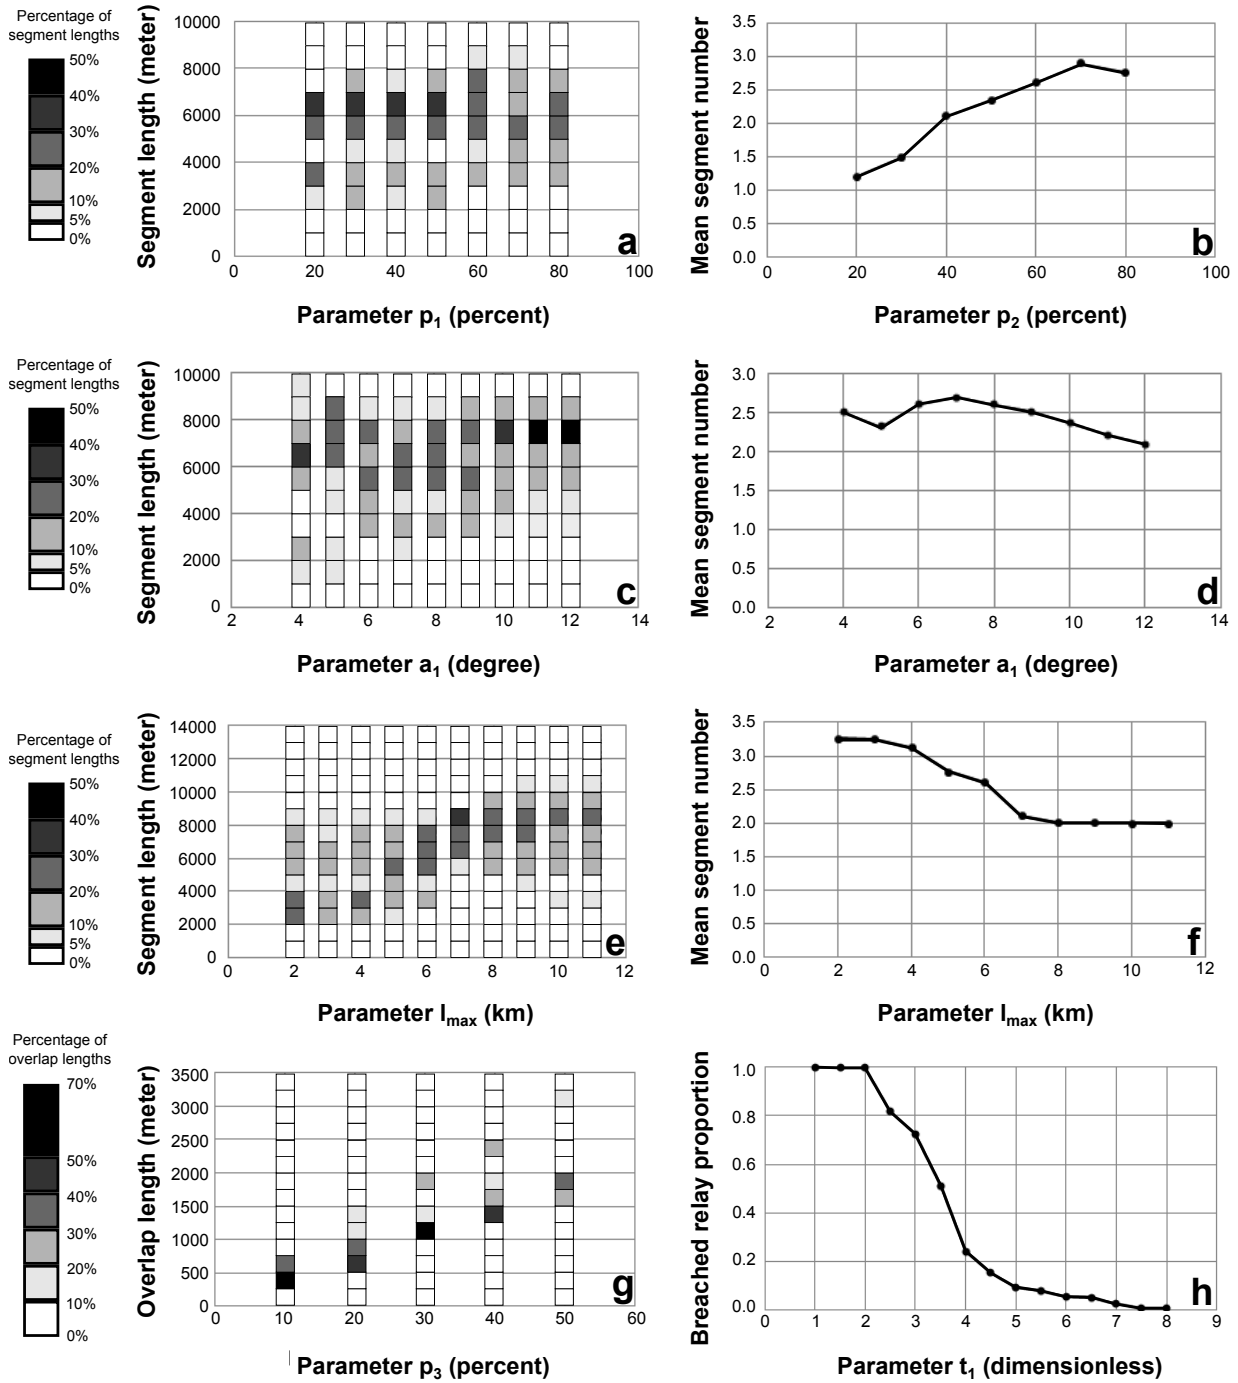 Percentage of
segment lengths
50%
40%
30%
20%
10%
5%
0%
Segment length (meter)
10000
8000
6000
4000
2000
0
0 20 40 60 80 100
a
Parameter p₁ (percent)
Mean segment number
3.5
3.0
2.5
2.0
1.5
1.0
0.5
0.0
0 20 40 60 80 100
b
Parameter p₂ (percent)
Percentage of
segment lengths
50%
40%
30%
20%
10%
5%
0%
Segment length (meter)
10000
8000
6000
4000
2000
0
2 4 6 8 10 12 14
c
Parameter a₁ (degree)
Mean segment number
3.0
2.5
2.0
1.5
1.0
0.5
0.0
2 4 6 8 10 12 14
d
Parameter a₁ (degree)
Percentage of
segment lengths
50%
40%
30%
20%
10%
5%
0%
Segment length (meter)
14000
12000
10000
8000
6000
4000
2000
0
0 2 4 6 8 10 12
e
Parameter lmax (km)
Mean segment number
3.5
3.0
2.5
2.0
1.5
1.0
0.5
0.0
0 2 4 6 8 10 12
f
Parameter lmax (km)
Percentage of
overlap lengths
70%
50%
40%
30%
20%
10%
0%
Overlap length (meter)
3500
3000
2500
2000
1500
1000
500
0
0 10 20 30 40 50 60
g
Parameter p₃ (percent)
Breached relay proportion
1.0
0.8
0.6
0.4
0.2
0.0
0 1 2 3 4 5 6 7 8 9
h
Parameter t₁ (dimensionless)